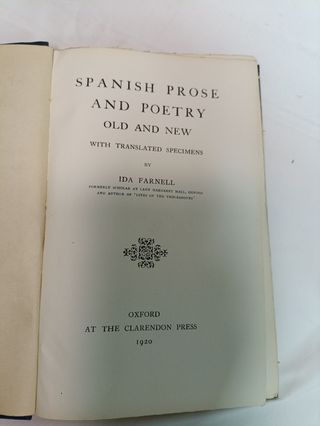 SPANISH PROSE
AND POETRY
OLD AND NEW
WITH TRANSLATED SPECIMENS
BY
IDA FARNELL
FORMERLY SCHOLAR AT LADY MARGARET HALL, OXFORD
AND AUTHOR OF 'LIVES OF THE TROUBADOURS'
OXFORD
AT THE CLARENDON PRESS
1920